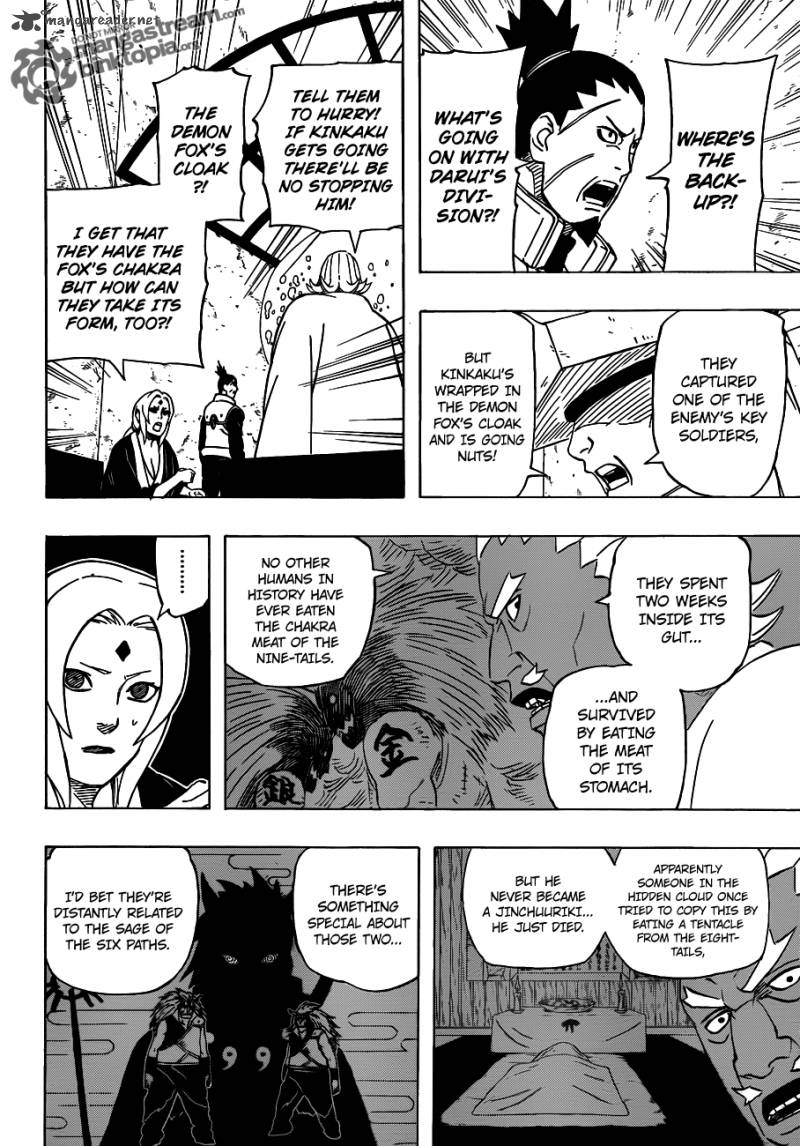 mangareader.net
DO NOT MIRROR
mangastream.com
binktopia.org
WHERE'S
THE
BACK-
UP?!
WHAT'S
GOING
ON WITH
DARUI'S
DIVI-
SION?!
TELL
THEM
TO HURRY!
IF KINKAKU
GETS GOING
THERE'LL
BE NO
STOPPING
HIM!
THE
DEMON
FOX'S
CLOAK
?!
I GET THAT
THEY HAVE THE
FOX'S CHAKRA
BUT HOW CAN
THEY TAKE ITS
FORM, TOO?!
THEY
CAPTURED
ONE OF THE
ENEMY'S KEY
SOLDIERS,
BUT
KINKAKU'S
WRAPPED IN
THE DEMON
FOX'S CLOAK
AND IS GOING
NUTS!
THEY SPENT
TWO WEEKS
INSIDE ITS
GUT...
...AND
SURVIVED
BY EATING
THE MEAT
OF ITS
STOMACH.
NO OTHER
HUMANS IN
HISTORY HAVE
EVER EATEN
THE CHAKRA
MEAT OF THE
NINE-TAILS.
金
銀
........
APPARENTLY
SOMEONE IN THE
HIDDEN CLOUD ONCE
TRIED TO COPY THIS BY
EATING A TENTACLE
FROM THE EIGHT-
TAILS,
BUT HE
NEVER BECAME
A JINCHUURIKI...
HE JUST DIED.
THERE'S
SOMETHING
SPECIAL ABOUT
THOSE TWO...
I'D BET THEY'RE
DISTANTLY RELATED
TO THE SAGE OF
THE SIX PATHS.